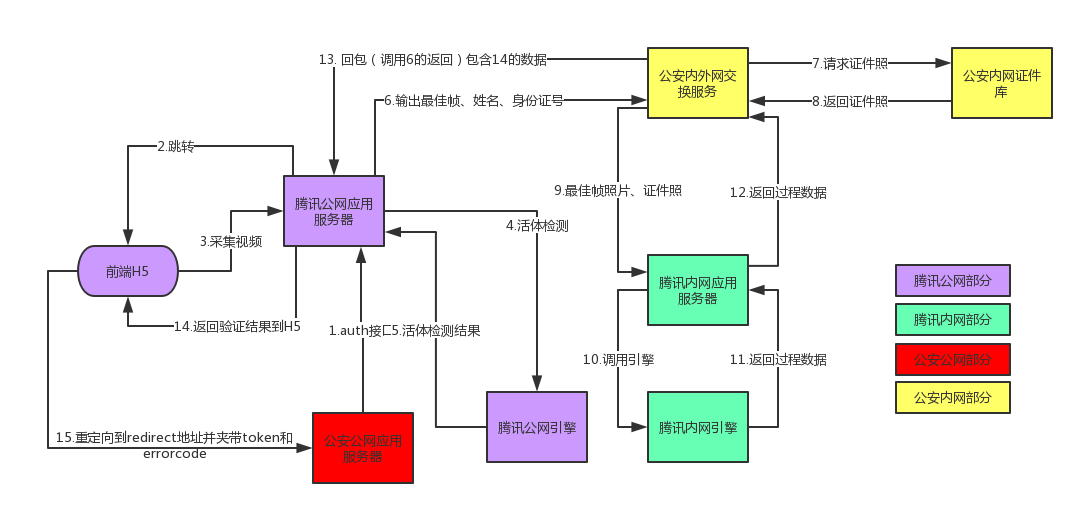 13. 回包（调用6的返回）包含14的数据
公安内外网交
换服务
7.请求证件照
公安内网证件
库
8.返回证件照
6.输出最佳帧、姓名、身份证号
2.跳转
腾讯公网应用
服务器
9.最佳帧照片、证件照
12.返回过程数据
4.活体检测
3.采集视频
前端H5
腾讯内网应用
服务器
腾讯公网部分
腾讯内网部分
14.返回验证结果到H5
1.auth接口
5.活体检测结果
10.调用引擎
11.返回过程数据
公安公网部分
公安内网部分
15.重定向到redirect地址并夹带token和
errorcode
公安公网应用
服务器
腾讯公网引擎
腾讯内网引擎